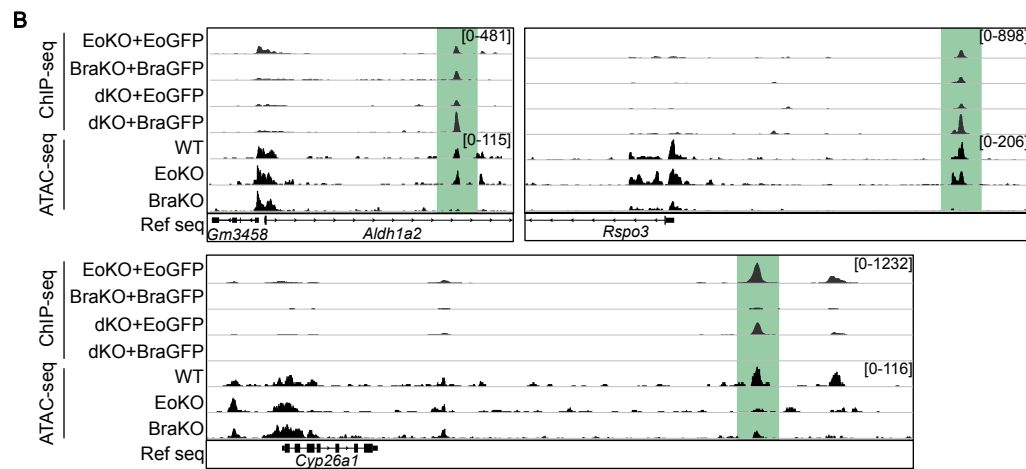 B
ChIP-seq
EoKO+EoGFP
BraKO+BraGFP
dKO+EoGFP
dKO+BraGFP
ATAC-seq
WT
EoKO
BraKO
Ref seq
[0-481]
[0-115]
Gm3458 Aldh1a2
[0-898]
[0-206]
Rspo3
ChIP-seq
EoKO+EoGFP
BraKO+BraGFP
dKO+EoGFP
dKO+BraGFP
ATAC-seq
WT
EoKO
BraKO
Ref seq
[0-1232]
[0-116]
Cyp26a1